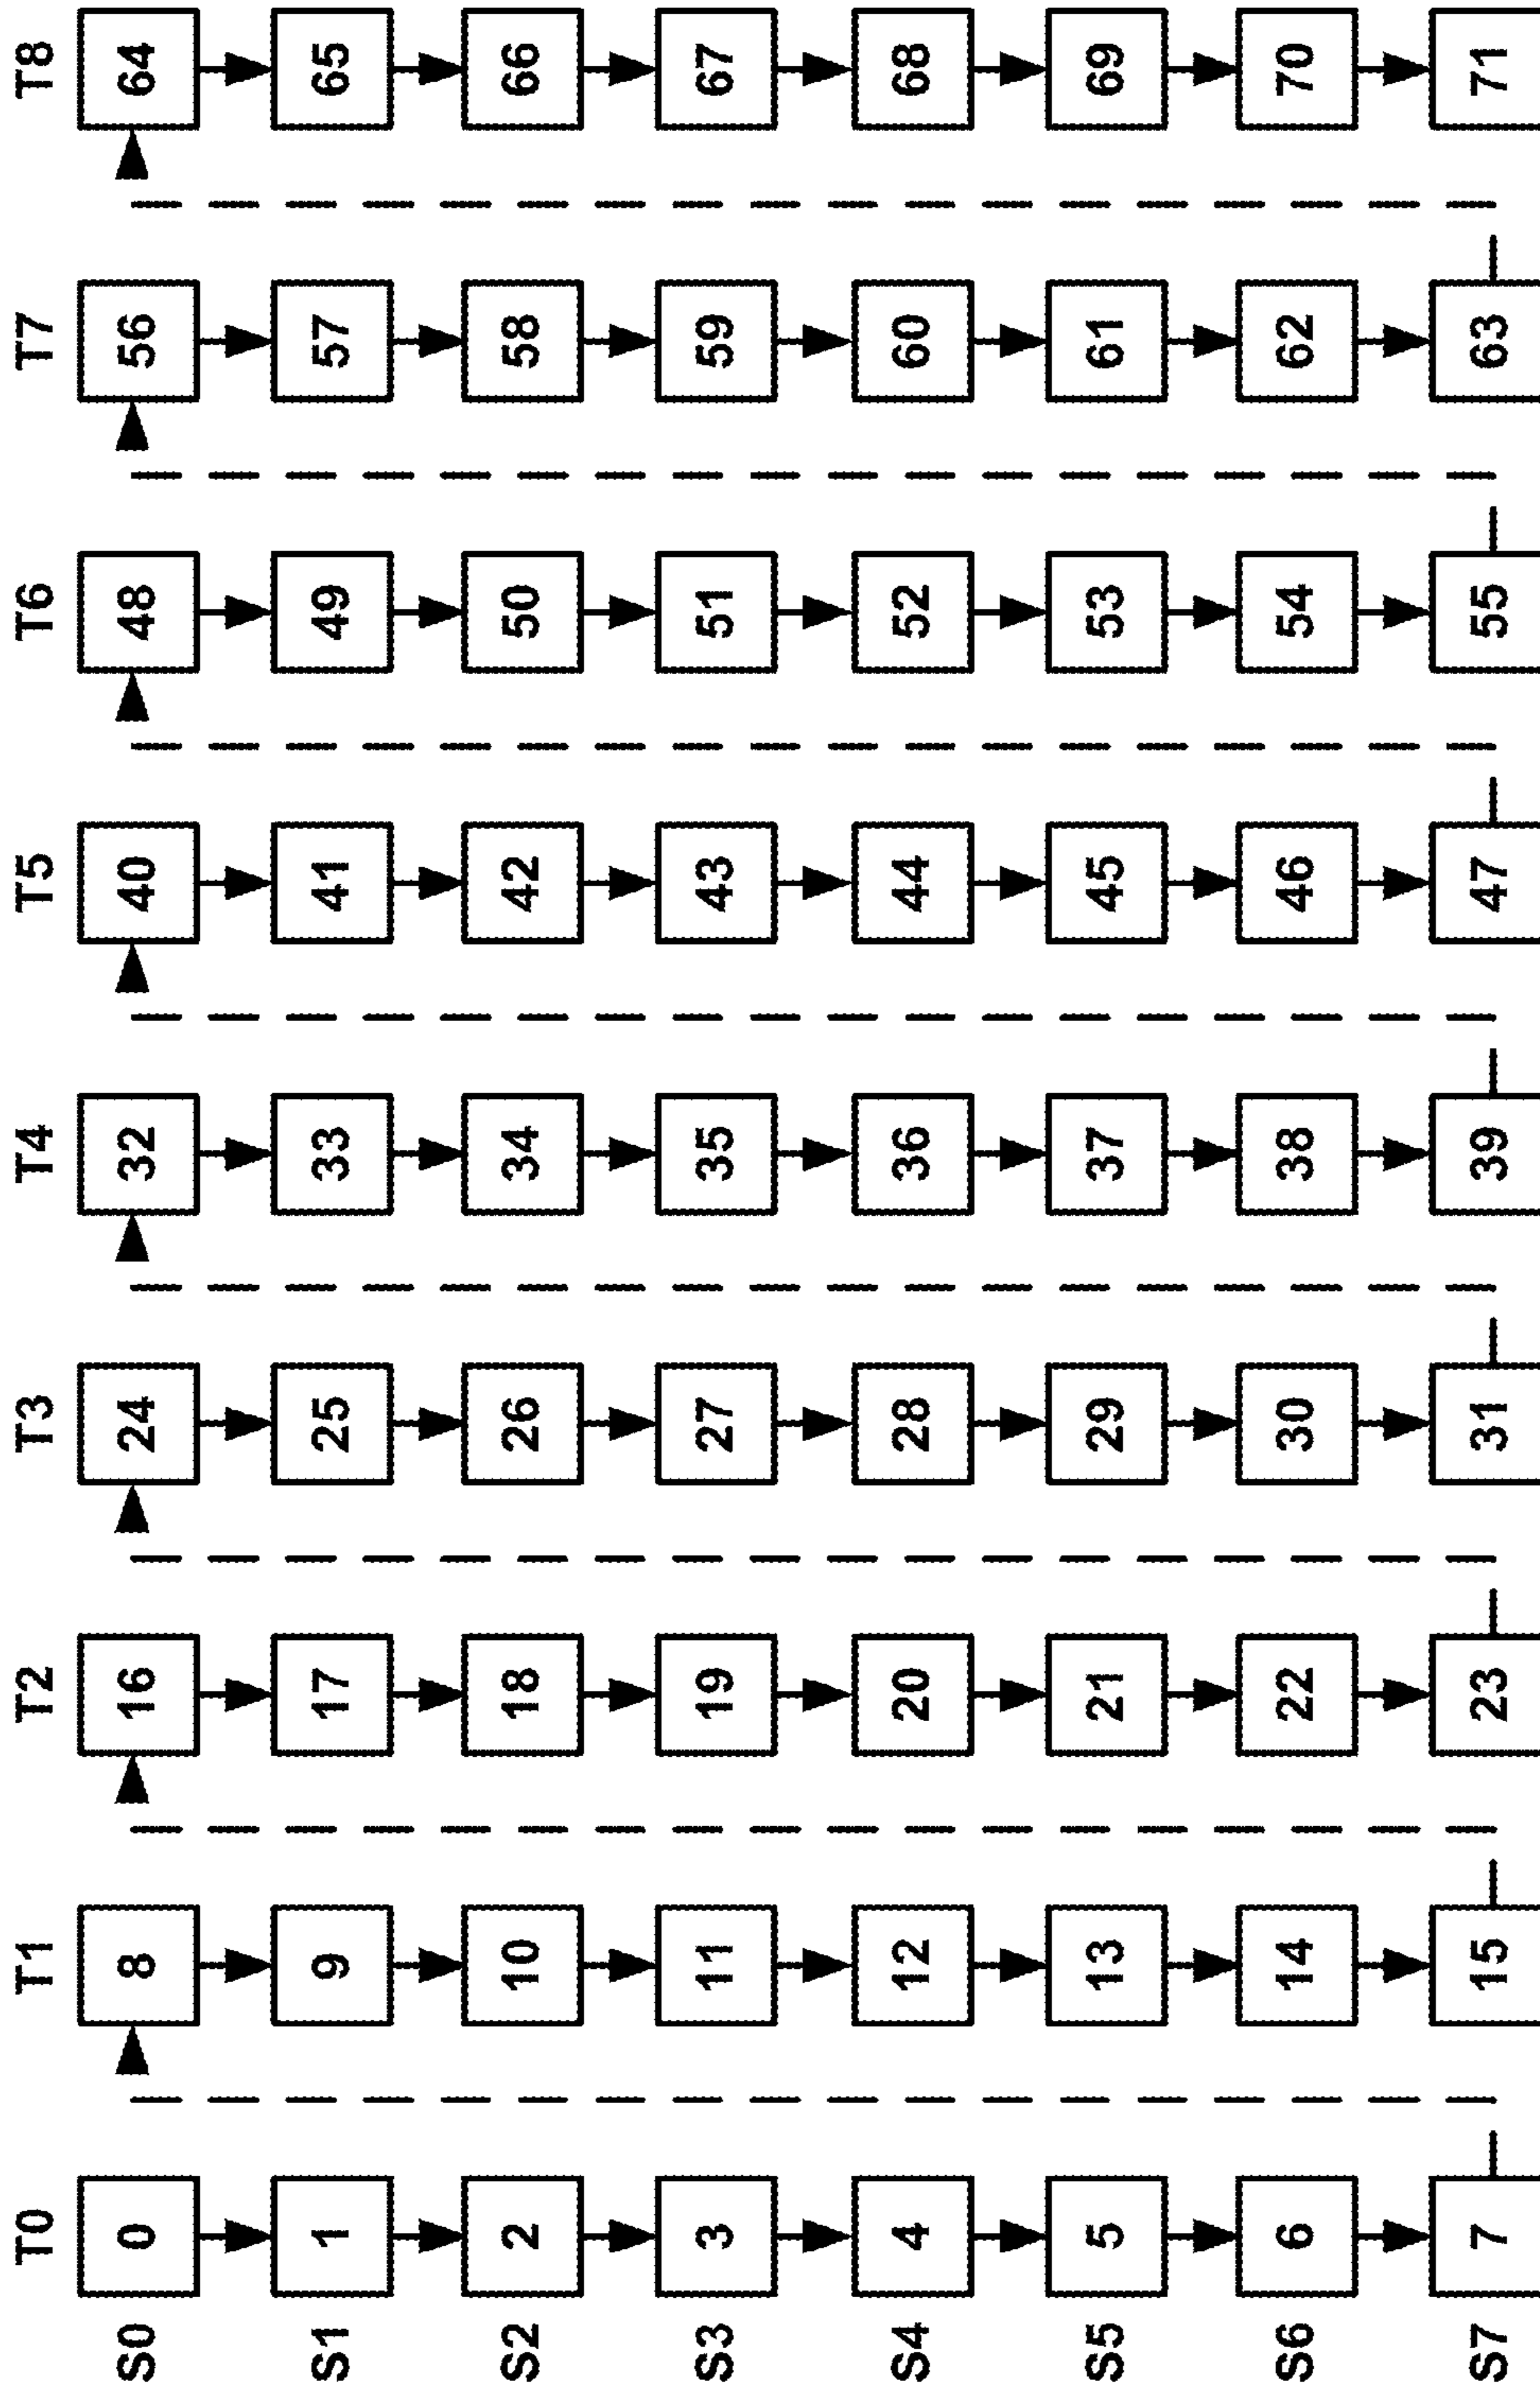 T0 T1 T2 T3 T4 T5 T6 T7 T8
S0 0 8 16 24 32 40 48 56 64
S1 1 9 17 25 33 41 49 57 65
S2 2 10 18 26 34 42 50 58 66
S3 3 11 19 27 35 43 51 59 67
S4 4 12 20 28 36 44 52 60 68
S5 5 13 21 29 37 45 53 61 69
S6 6 14 22 30 38 46 54 62 70
S7 7 15 23 31 39 47 55 63 71